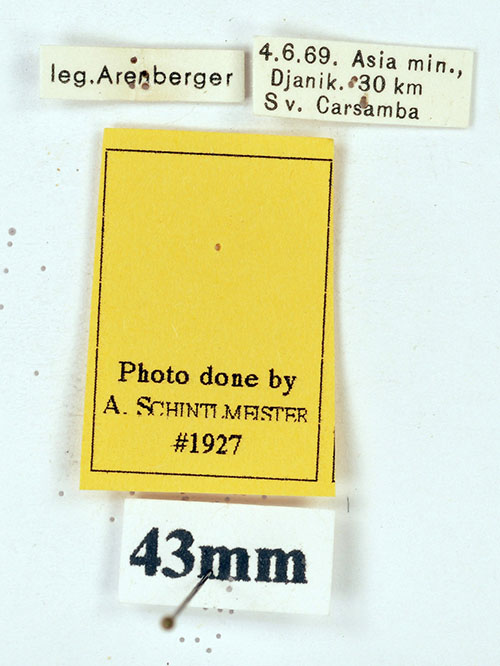 leg.Arenberger
4.6.69. Asia min.,
Djanik. 30 km
S v. Carsamba
Photo done by
A. SCHINTLMEISTER
#1927
43mm